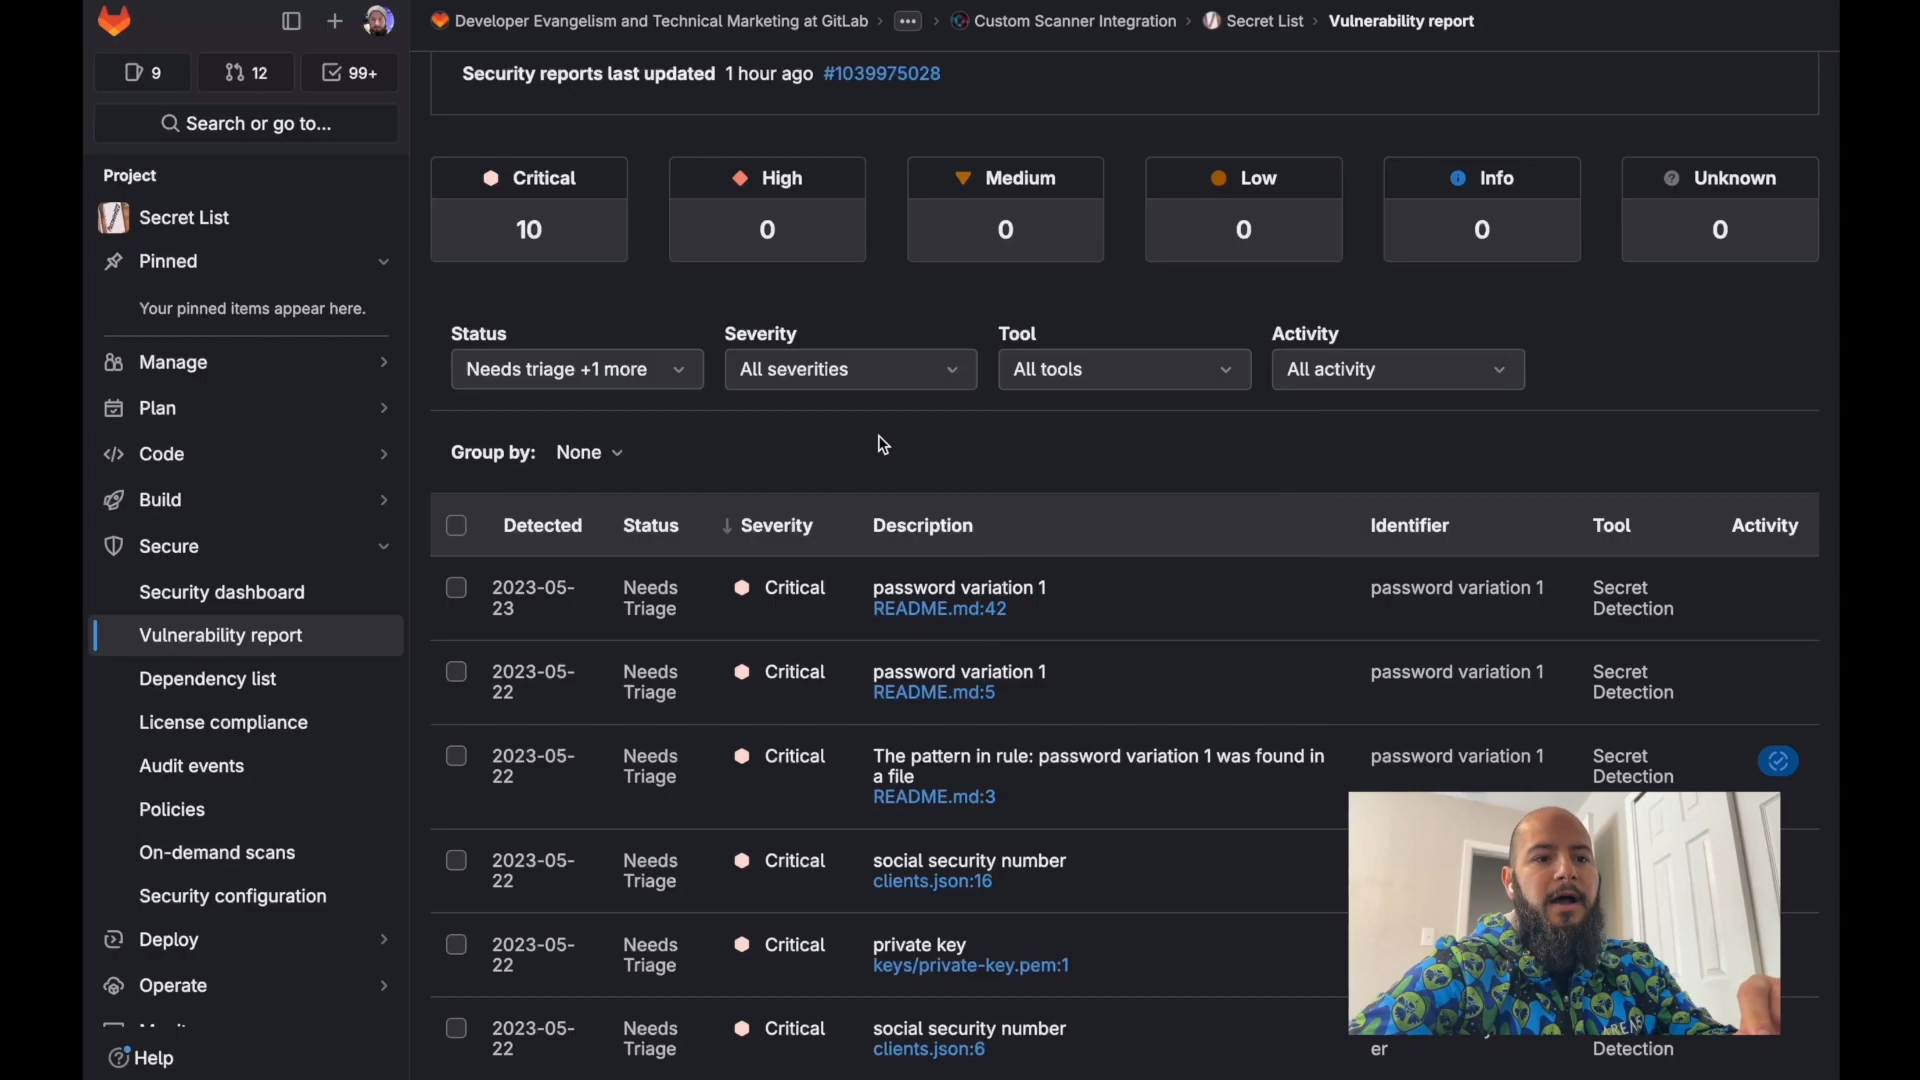 Developer Evangelism and Technical Marketing at GitLab › ... › Custom Scanner Integration › Secret List › Vulnerability report
9
12
99+
Search or go to...
Project
Secret List
Pinned
Your pinned items appear here.
Manage
Plan
Code
Build
Secure
Security dashboard
Vulnerability report
Dependency list
License compliance
Audit events
Policies
On-demand scans
Security configuration
Deploy
Operate
Help
Security reports last updated 1 hour ago #1039975028
Critical High Medium Low Info Unknown
10 0 0 0 0 0
Status Severity Tool Activity
Needs triage +1 more All severities All tools All activity
Group by: None
Detected Status Severity Description Identifier Tool Activity
2023-05- Needs Critical password variation 1 password variation 1 Secret
23 Triage README.md:42 Detection
2023-05- Needs Critical password variation 1 password variation 1 Secret
22 Triage README.md:5 Detection
2023-05- Needs Critical The pattern in rule: password variation 1 was found in password variation 1 Secret
22 Triage a file Detection
README.md:3
2023-05- Needs Critical social security number
22 Triage clients.json:16
2023-05- Needs Critical private key
22 Triage keys/private-key.pem:1
2023-05- Needs Critical social security number
22 Triage clients.json:6 er Detection